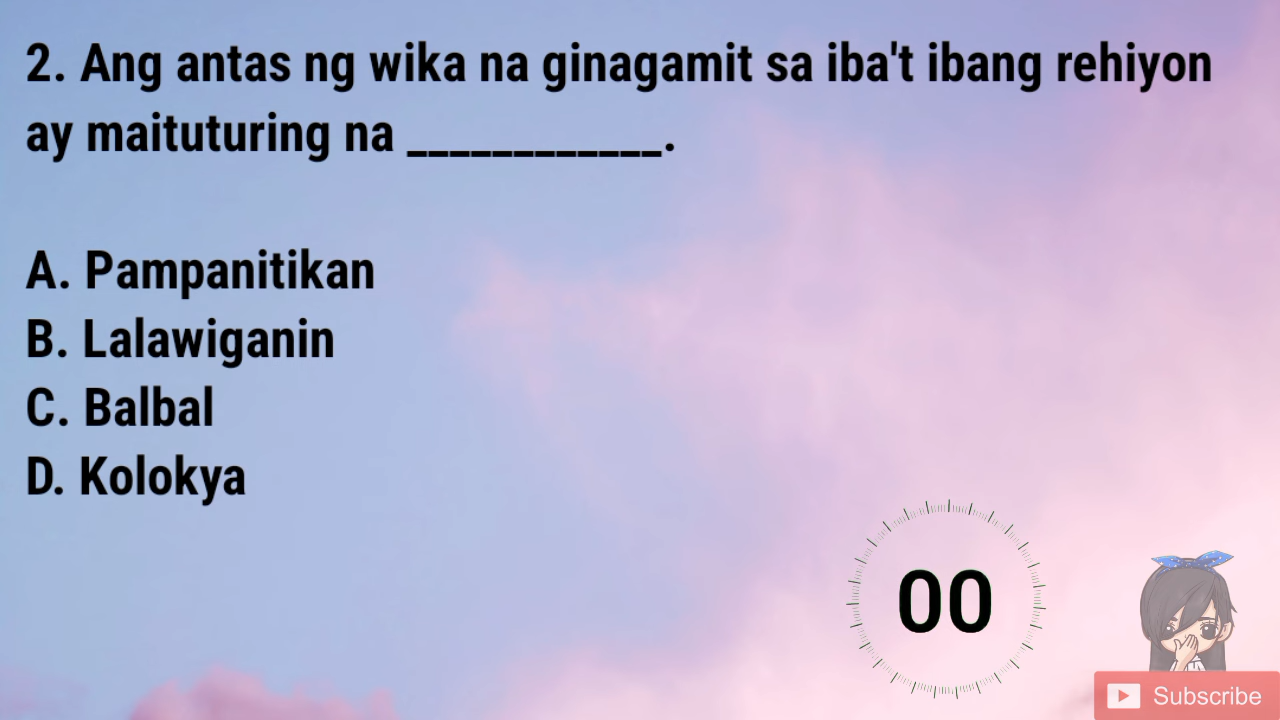 2. Ang antas ng wika na ginagamit sa iba't ibang rehiyon
ay maituturing na ____________.
A. Pampanitikan
B. Lalawiganin
C. Balbal
D. Kolokya
00
Subscribe